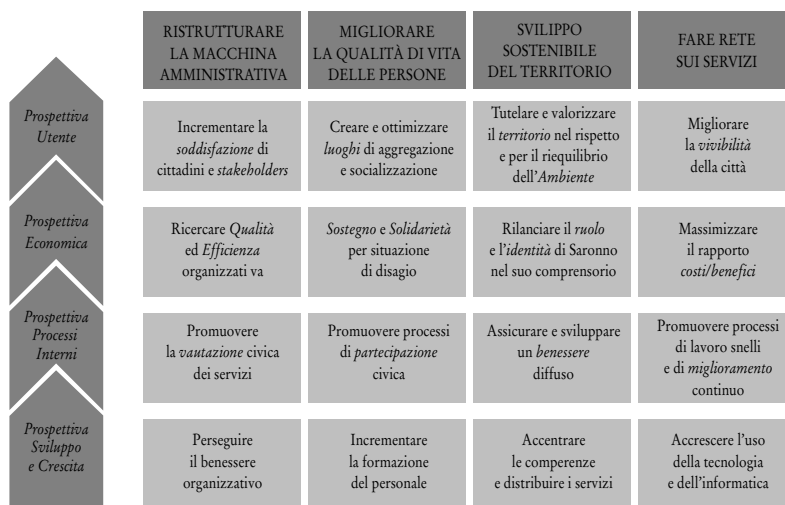 RISTRUTTURARE
LA MACCHINA
AMMINISTRATIVA
MIGLIORARE
LA QUALITÀ DI VITA
DELLE PERSONE
SVILUPPO
SOSTENIBILE
DEL TERRITORIO
FARE RETE
SUI SERVIZI
Prospettiva
Utente
Incrementare la
soddisfazione di
cittadini e stakeholders
Creare e ottimizzare
luoghi di aggregazione
e socializzazione
Tutelare e valorizzare
il territorio nel rispetto
e per il riequilibrio
dell'Ambiente
Migliorare
la vivibilità
della città
Prospettiva
Economica
Ricercare Qualità
ed Efficienza
organizzati va
Sostegno e Solidarietà
per situazione
di disagio
Rilanciare il ruolo
e l'identità di Saronno
nel suo comprensorio
Massimizzare
il rapporto
costi/benefici
Prospettiva
Processi
Interni
Promuovere
la vautazione civica
dei servizi
Promuovere processi
di partecipazione
civica
Assicurare e sviluppare
un benessere
diffuso
Promuovere processi
di lavoro snelli
e di miglioramento
continuo
Prospettiva
Sviluppo
e Crescita
Perseguire
il benessere
organizzativo
Incrementare
la formazione
del personale
Accentrare
le comperenze
e distribuire i servizi
Accrescere l'uso
della tecnologia
e dell'informatica